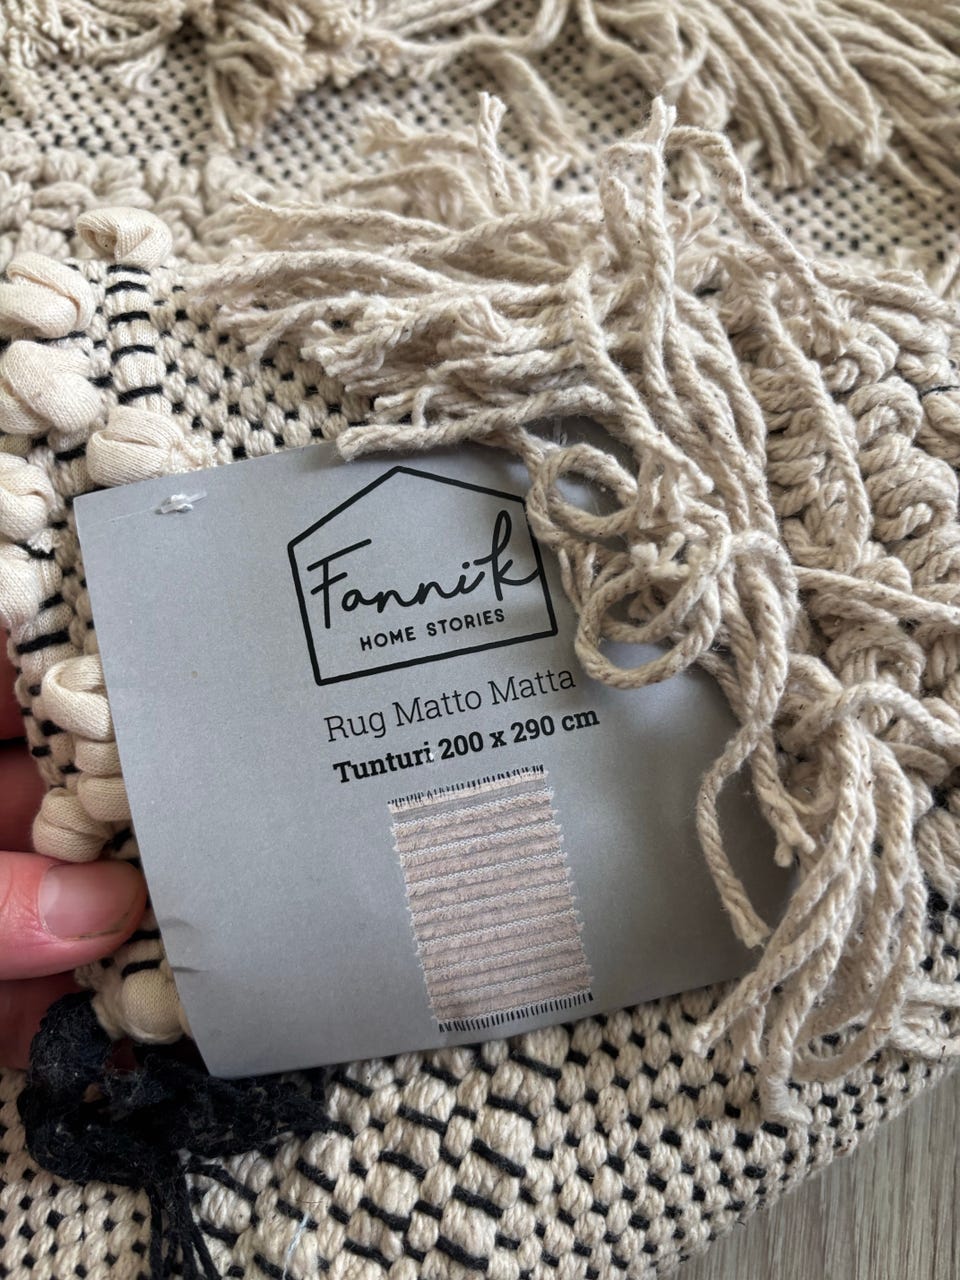 Fannik
HOME STORIES
Rug Matto Matta
Tunturi 200 x 290 cm